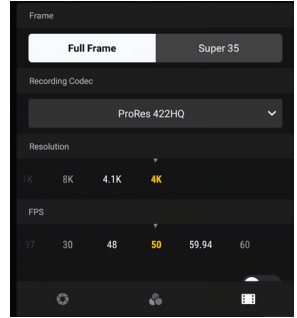 Frame
Full Frame Super 35
Recording Codec
ProRes 422HQ
Resolution
8K 4.1K 4K
FPS
30 48 50 59.94 60